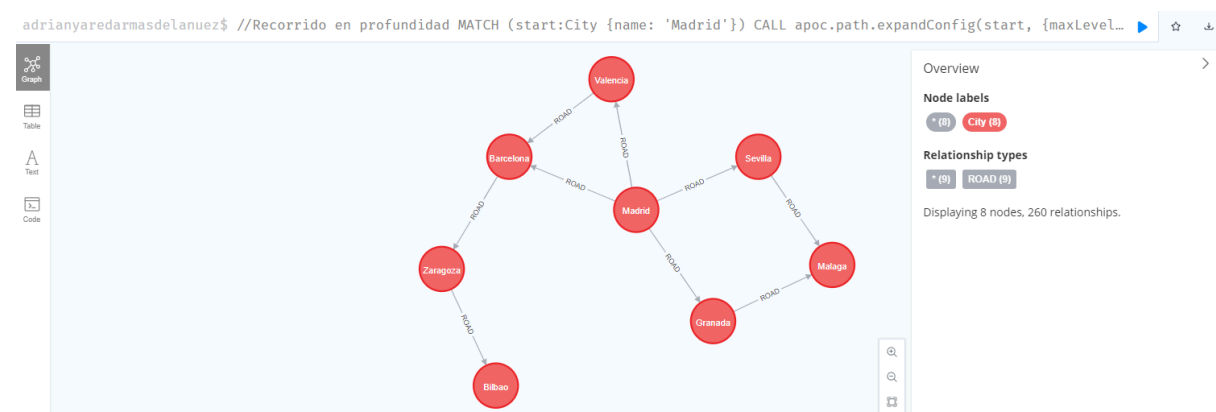 adrianyaredarmasdelanuez$ //Recorrido en profundidad MATCH (start:City {name: 'Madrid'}) CALL apoc.path.expandConfig(start, {maxLevel…
Graph
Table
Text
Code
Valencia
ROAD
ROAD
Barcelona
Sevilla
ROAD
ROAD
Madrid
ROAD
ROAD
ROAD
Zaragoza
Malaga
ROAD
Granada
ROAD
Bilbao
Overview
Node labels
* (8) City (8)
Relationship types
* (9) ROAD (9)
Displaying 8 nodes, 260 relationships.